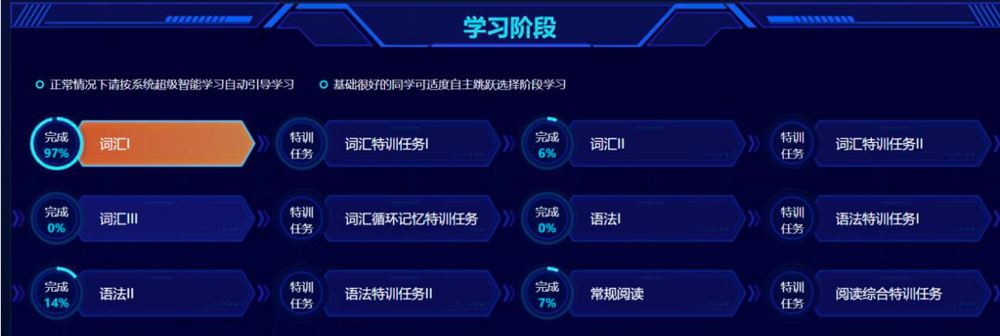 学习阶段
正常情况下请按系统超级智能学习自动引导学习 基础很好的同学可适度自主跳跃选择阶段学习
完成 97% 词汇I
特训任务 词汇特训任务I
完成 6% 词汇II
特训任务 词汇特训任务II
完成 0% 词汇III
特训任务 词汇循环记忆特训任务
完成 0% 语法I
特训任务 语法特训任务I
完成 14% 语法II
特训任务 语法特训任务II
完成 7% 常规阅读
特训任务 阅读综合特训任务